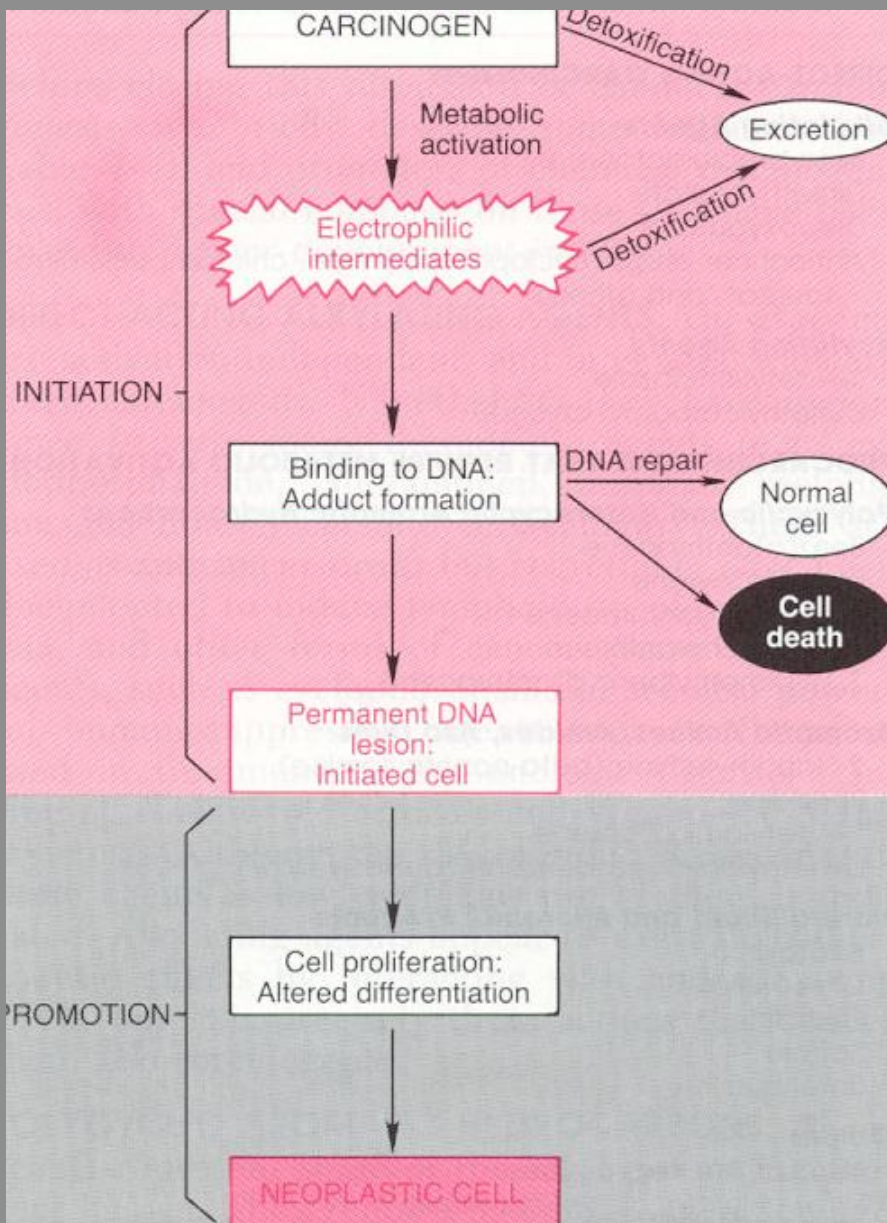 CARCINOGEN
Detoxification
Metabolic
activation
Excretion
Electrophilic
intermediates
Detoxification
INITIATION
Binding to DNA:
Adduct formation
DNA repair
Normal
cell
Cell
death
Permanent DNA
lesion:
Initiated cell
Cell proliferation:
Altered differentiation
PROMOTION
NEOPLASTIC CELL